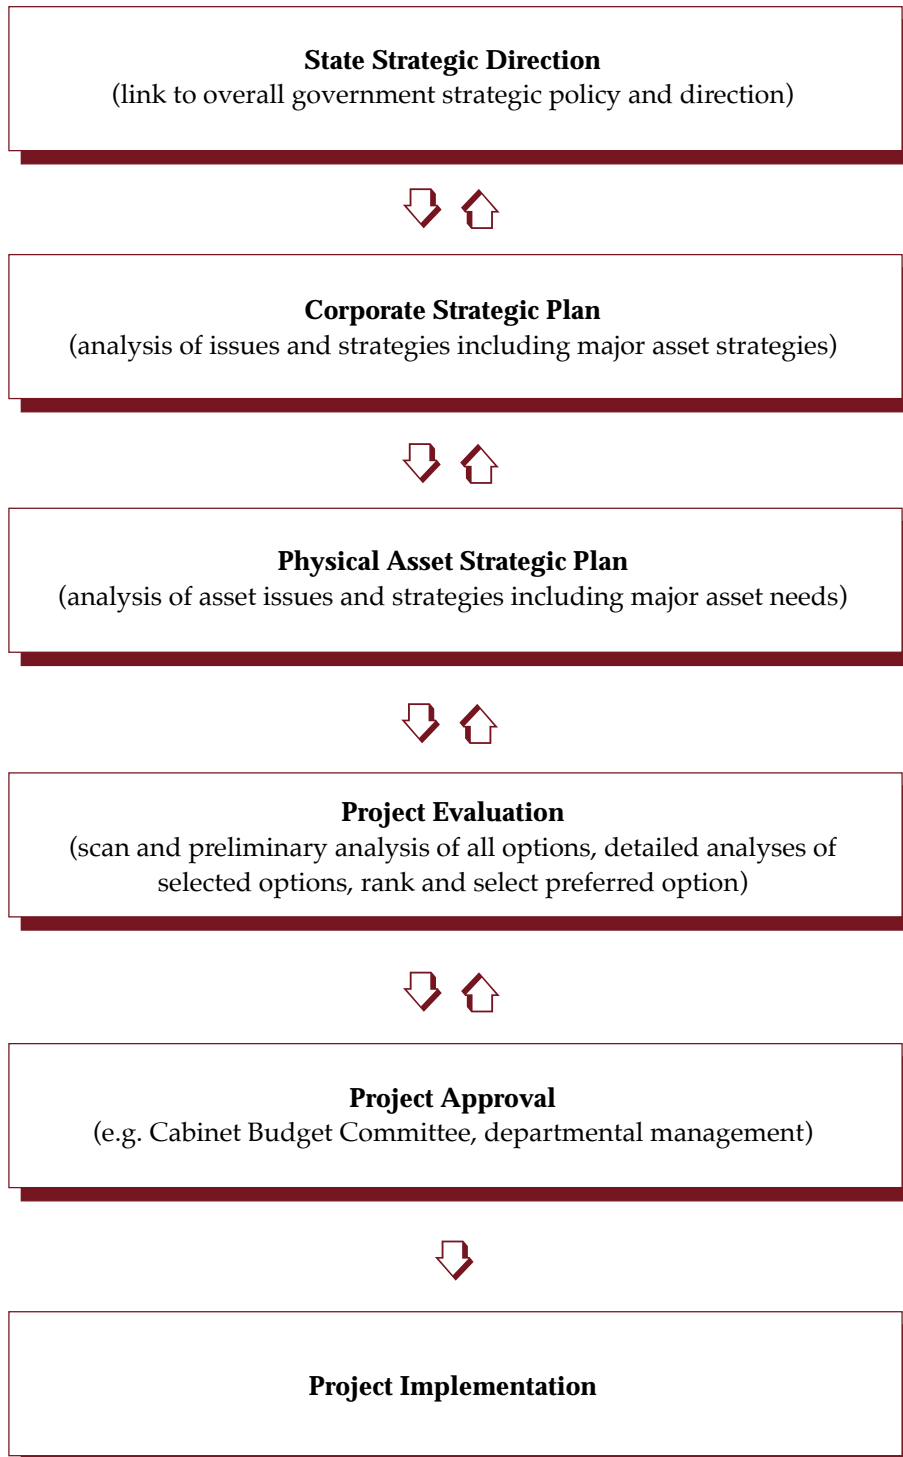 State Strategic Direction
(link to overall government strategic policy and direction)
Corporate Strategic Plan
(analysis of issues and strategies including major asset strategies)
Physical Asset Strategic Plan
(analysis of asset issues and strategies including major asset needs)
Project Evaluation
(scan and preliminary analysis of all options, detailed analyses of
selected options, rank and select preferred option)
Project Approval
(e.g. Cabinet Budget Committee, departmental management)
Project Implementation